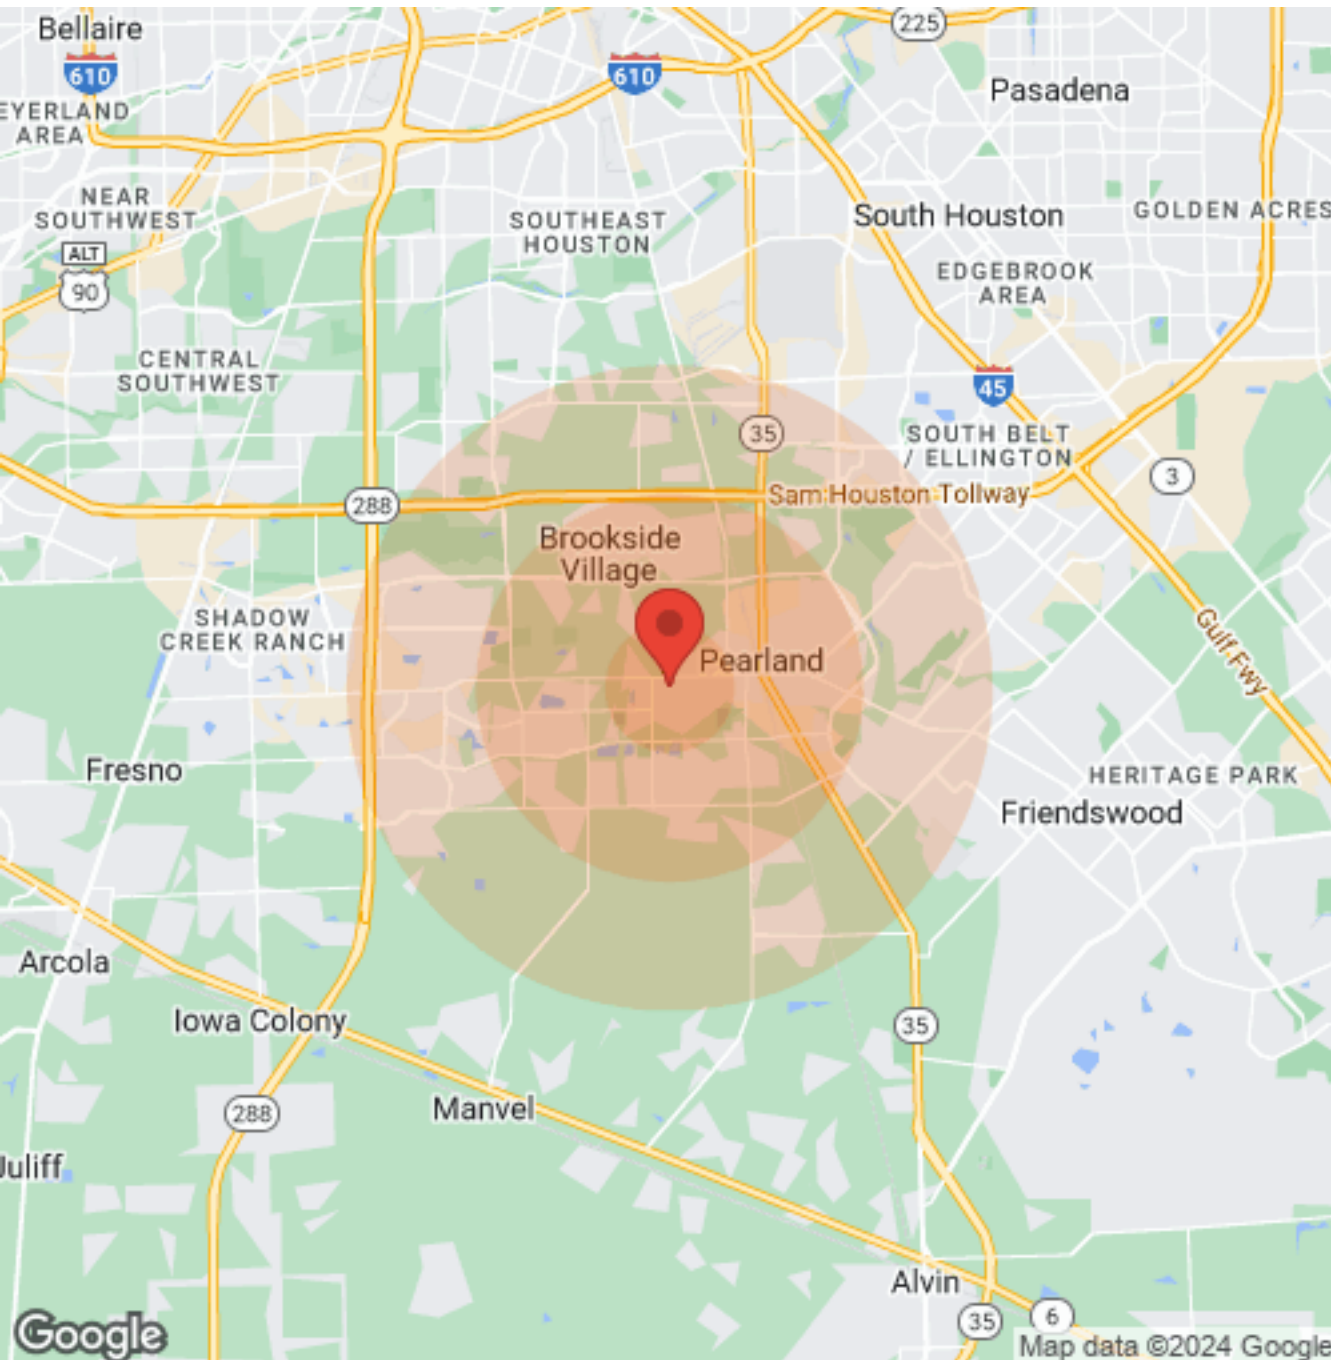 Bellaire
610
610
225
Pasadena
EYERLAND
AREA
NEAR
SOUTHWEST
SOUTHEAST
HOUSTON
South Houston
GOLDEN ACRES
ALT
90
EDGEBROOK
AREA
CENTRAL
SOUTHWEST
45
35
SOUTH BELT
/ ELLINGTON
3
288
Sam Houston Tollway
Brookside
Village
SHADOW
CREEK RANCH
Pearland
Gulf Fwy
Fresno
HERITAGE PARK
Friendswood
Arcola
Iowa Colony
35
288
Manvel
Juliff
Alvin
35
6
Google
Map data ©2024 Google